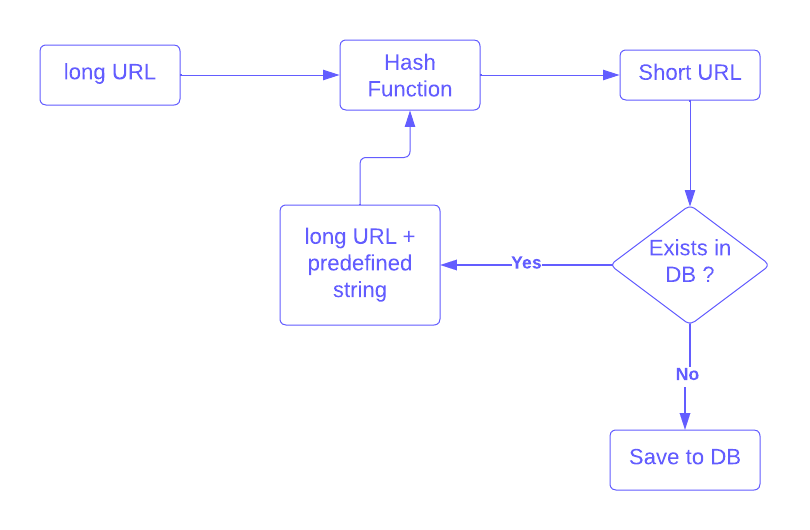 long URL
Hash
Function
Short URL
long URL +
predefined
string
Yes
Exists in
DB ?
No
Save to DB